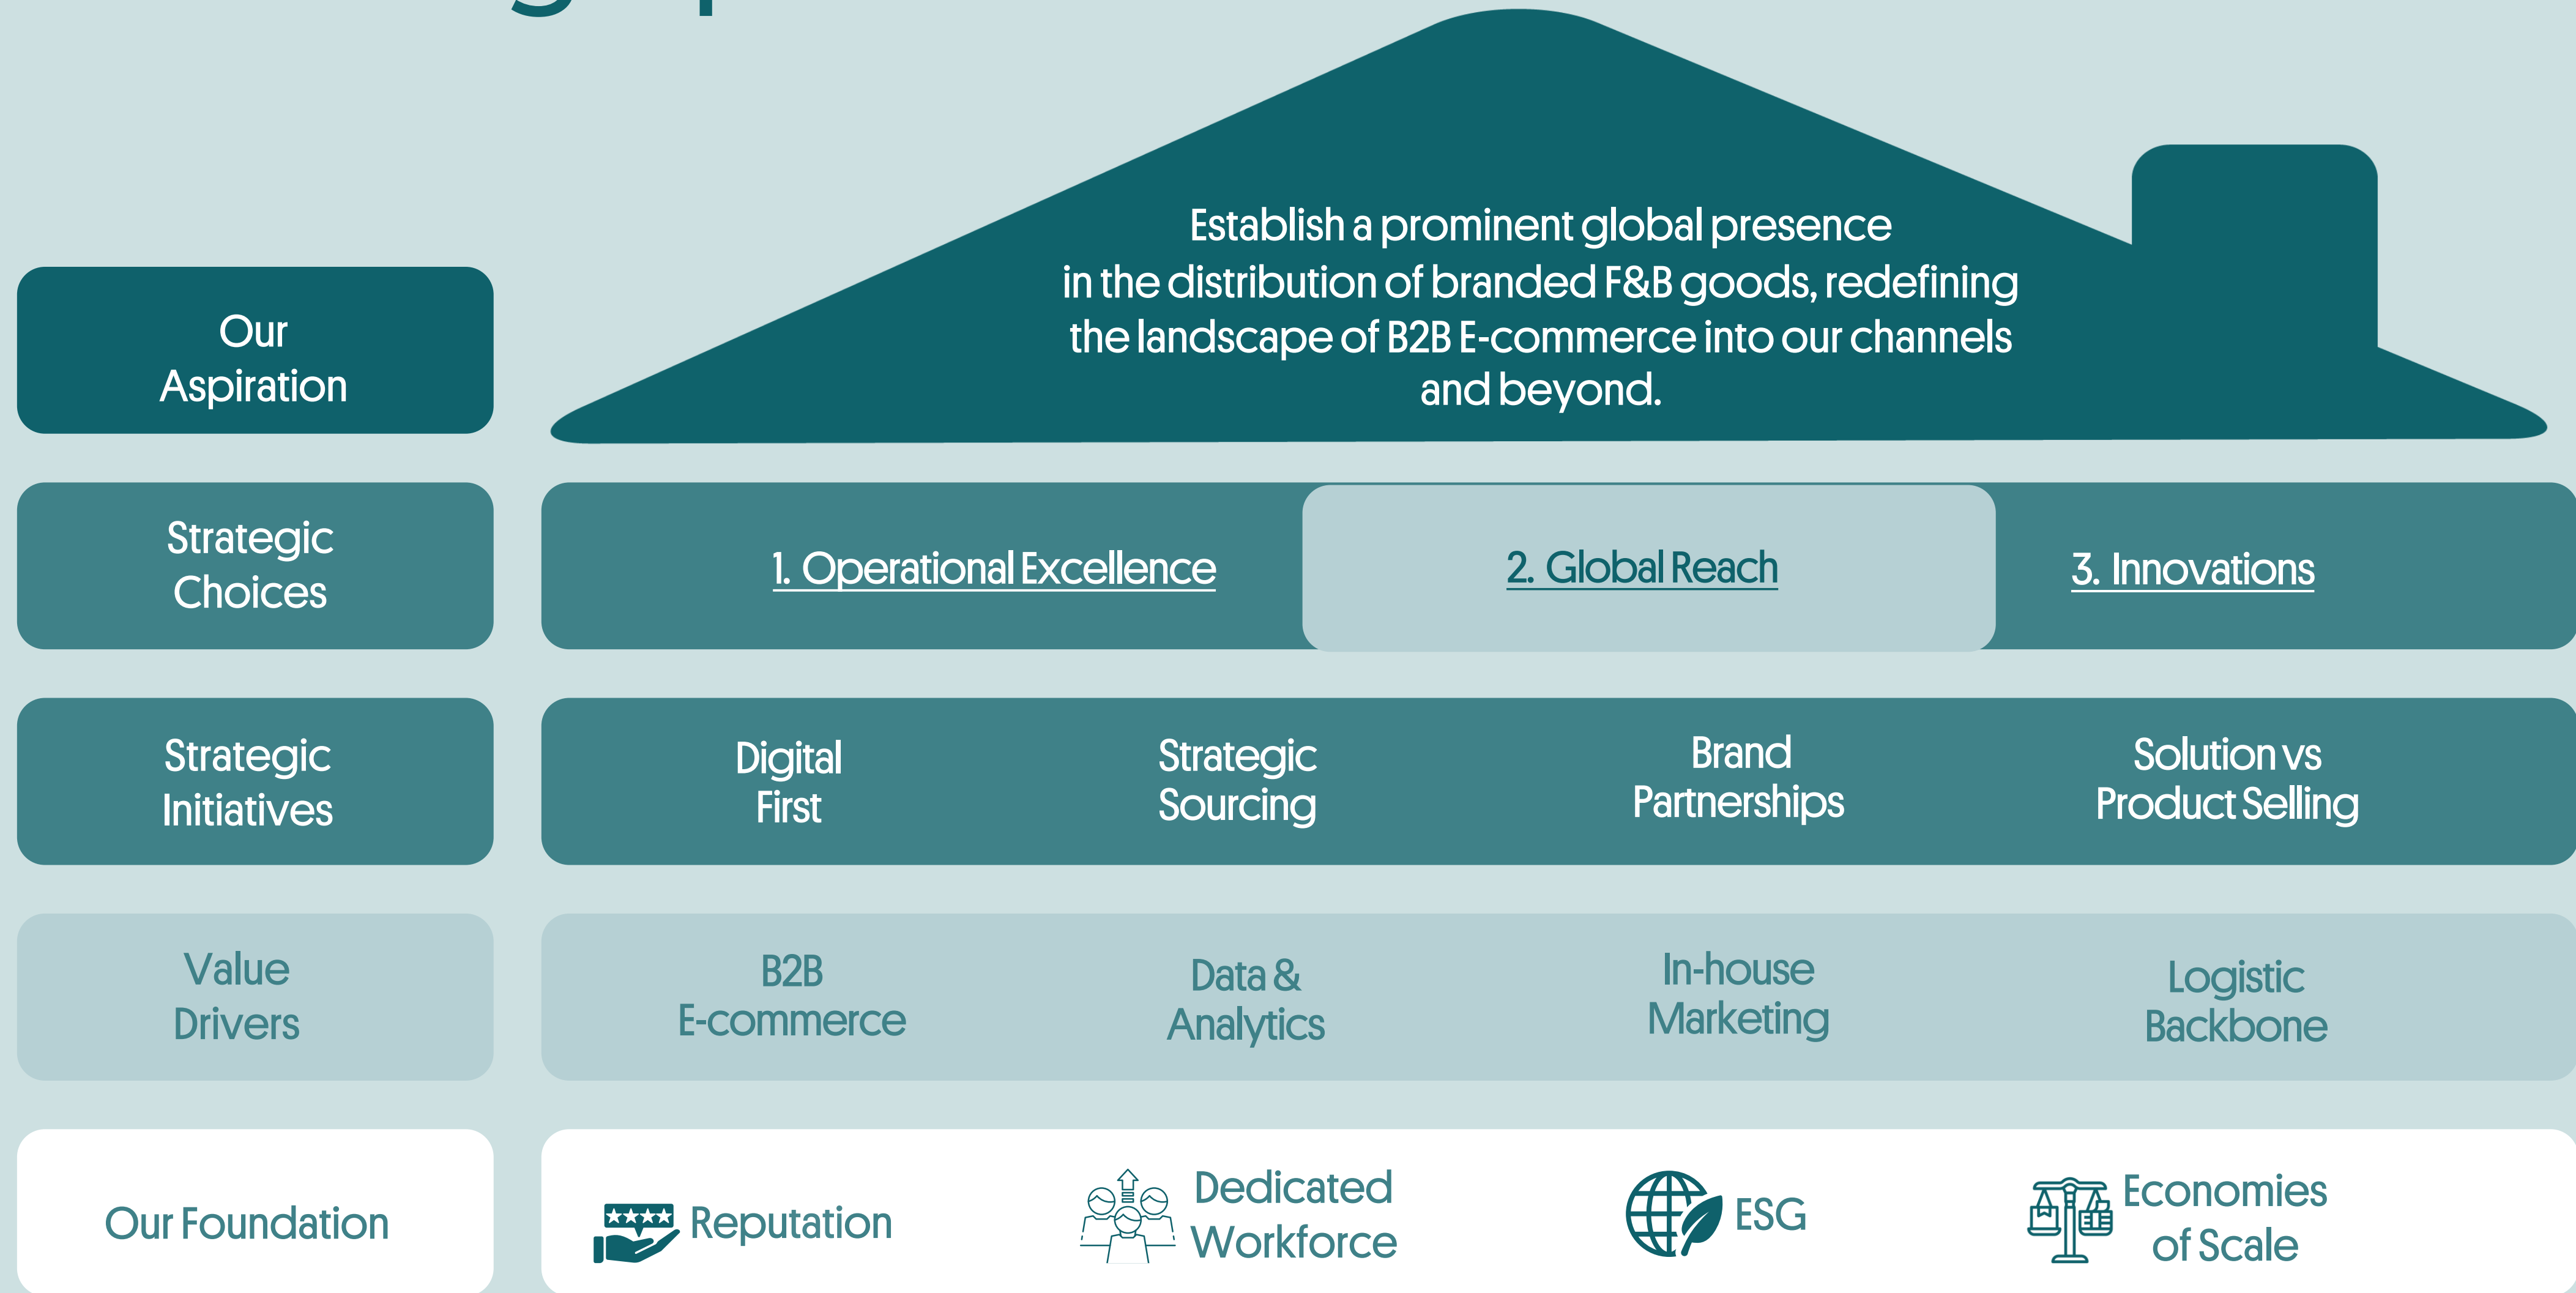 Establish a prominent global presence
in the distribution of branded F&B goods, redefining
the landscape of B2B E-commerce into our channels
and beyond.
Our
Aspiration
Strategic
Choices
1. Operational Excellence
2. Global Reach
3. Innovations
Strategic
Initiatives
Digital
First
Strategic
Sourcing
Brand
Partnerships
Solution vs
Product Selling
Value
Drivers
B2B
E-commerce
Data &
Analytics
In-house
Marketing
Logistic
Backbone
Our Foundation
Reputation
Dedicated
Workforce
ESG
Economies
of Scale